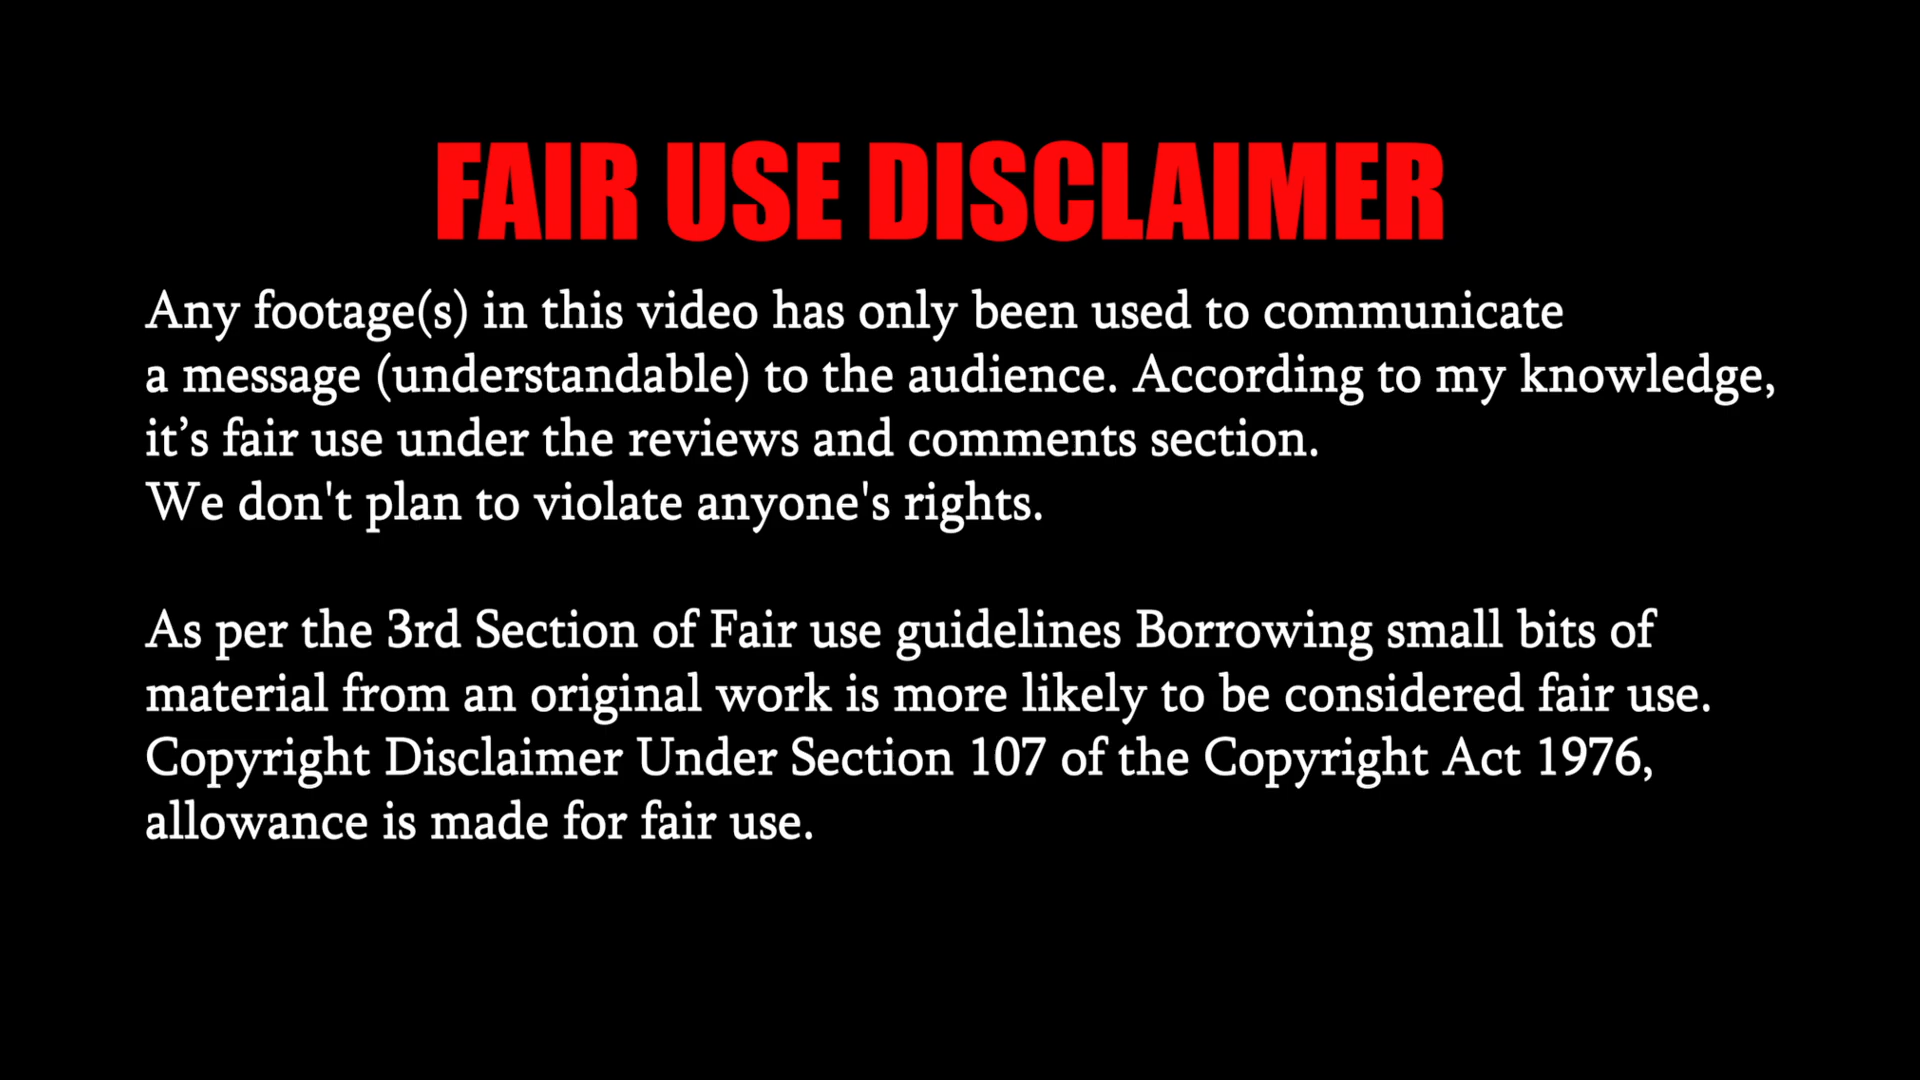 FAIR USE DISCLAIMER
Any footage(s) in this video has only been used to communicate
a message (understandable) to the audience. According to my knowledge,
it’s fair use under the reviews and comments section.
We don't plan to violate anyone's rights.
As per the 3rd Section of Fair use guidelines Borrowing small bits of
material from an original work is more likely to be considered fair use.
Copyright Disclaimer Under Section 107 of the Copyright Act 1976,
allowance is made for fair use.